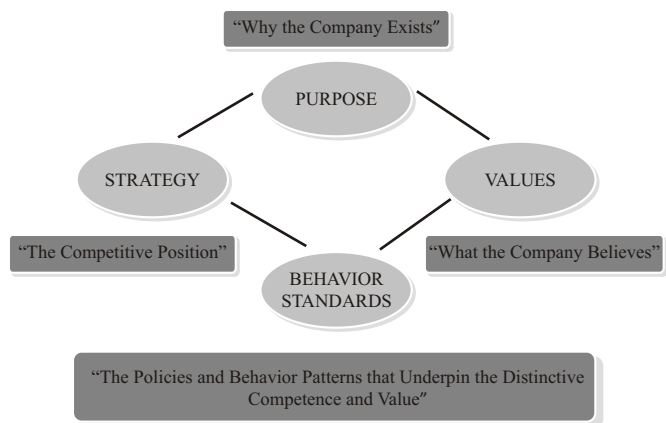 “Why the Company Exists”
PURPOSE
STRATEGY
VALUES
“The Competitive Position”
“What the Company Believes”
BEHAVIOR
STANDARDS
“The Policies and Behavior Patterns that Underpin the Distinctive
Competence and Value”